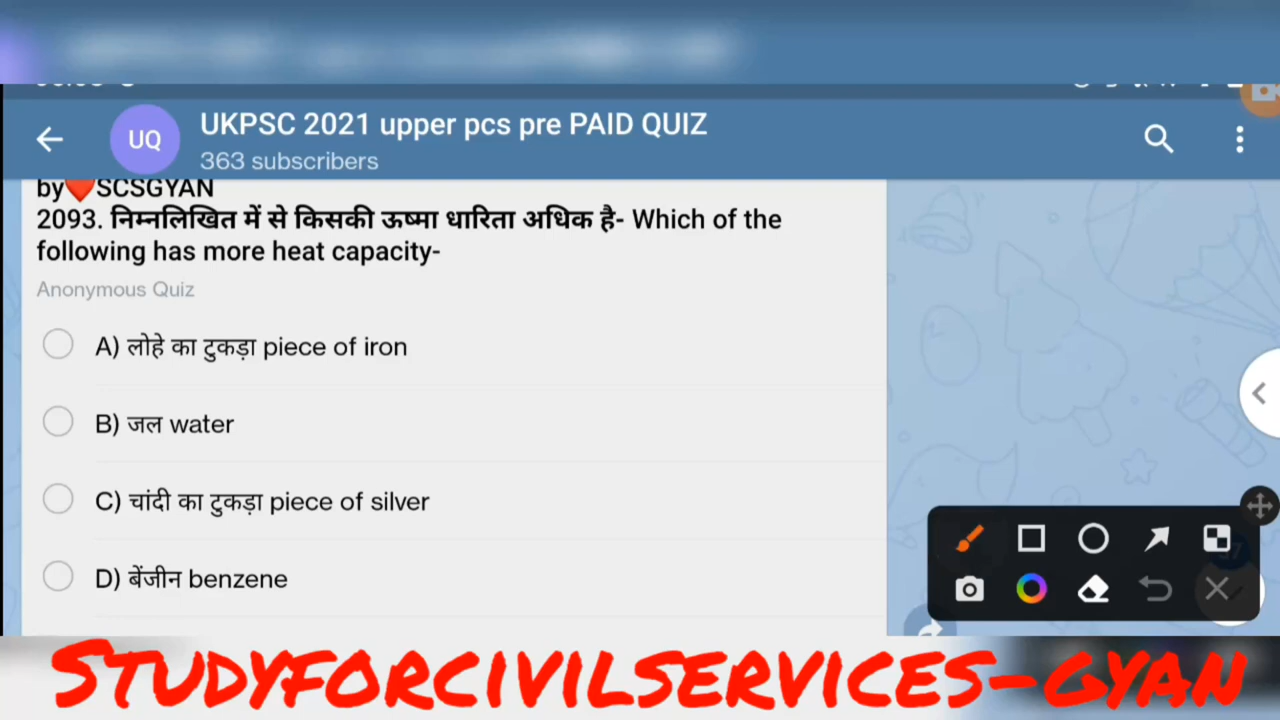 UKPSC 2021 upper pcs pre PAID QUIZ
UQ
363 subscribers
by❤️SCSGYAN
2093. निम्नलिखित में से किसकी ऊष्मा धारिता अधिक है- Which of the
following has more heat capacity-
Anonymous Quiz
A) लोहे का टुकड़ा piece of iron
B) जल water
C) चांदी का टुकड़ा piece of silver
D) बेंजीन benzene
STUDYFORCIVILSERVICES-GYAN